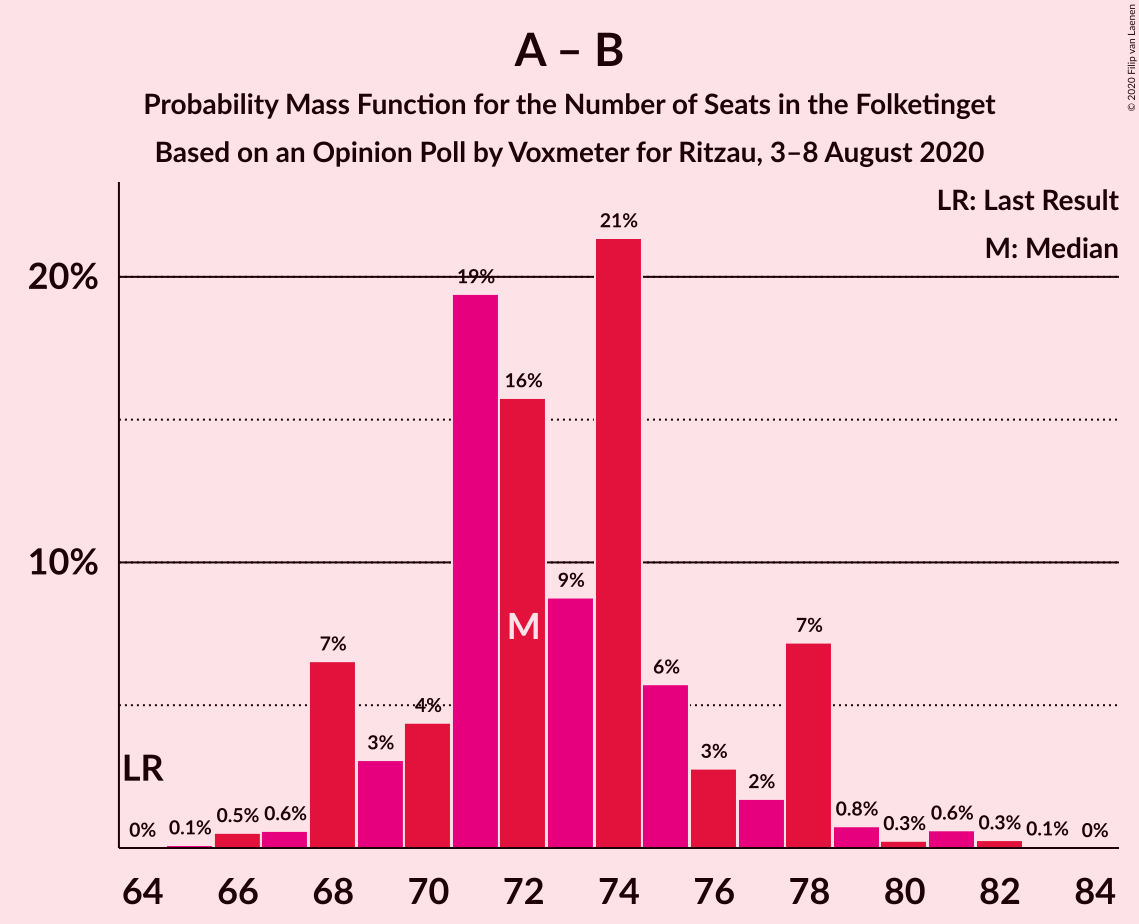 A – B
Probability Mass Function for the Number of Seats in the Folketinget
Based on an Opinion Poll by Voxmeter for Ritzau, 3–8 August 2020
© 2020 Filip van Laenen
LR: Last Result
M: Median
20%
10%
LR
M
0%
0.1%
0.5%
0.6%
7%
3%
4%
19%
16%
9%
21%
6%
3%
2%
7%
0.8%
0.3%
0.6%
0.3%
0.1%
0%
64 66 68 70 72 74 76 78 80 82 84